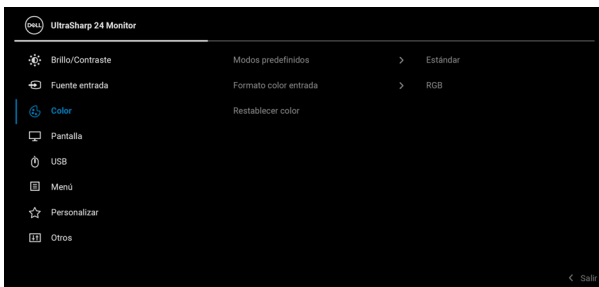 DELL UltraSharp 24 Monitor
Brillo/Contraste Modos predefinidos > Estándar
Fuente entrada Formato color entrada > RGB
Color Restablecer color
Pantalla
USB
Menú
Personalizar
Otros
< Salir